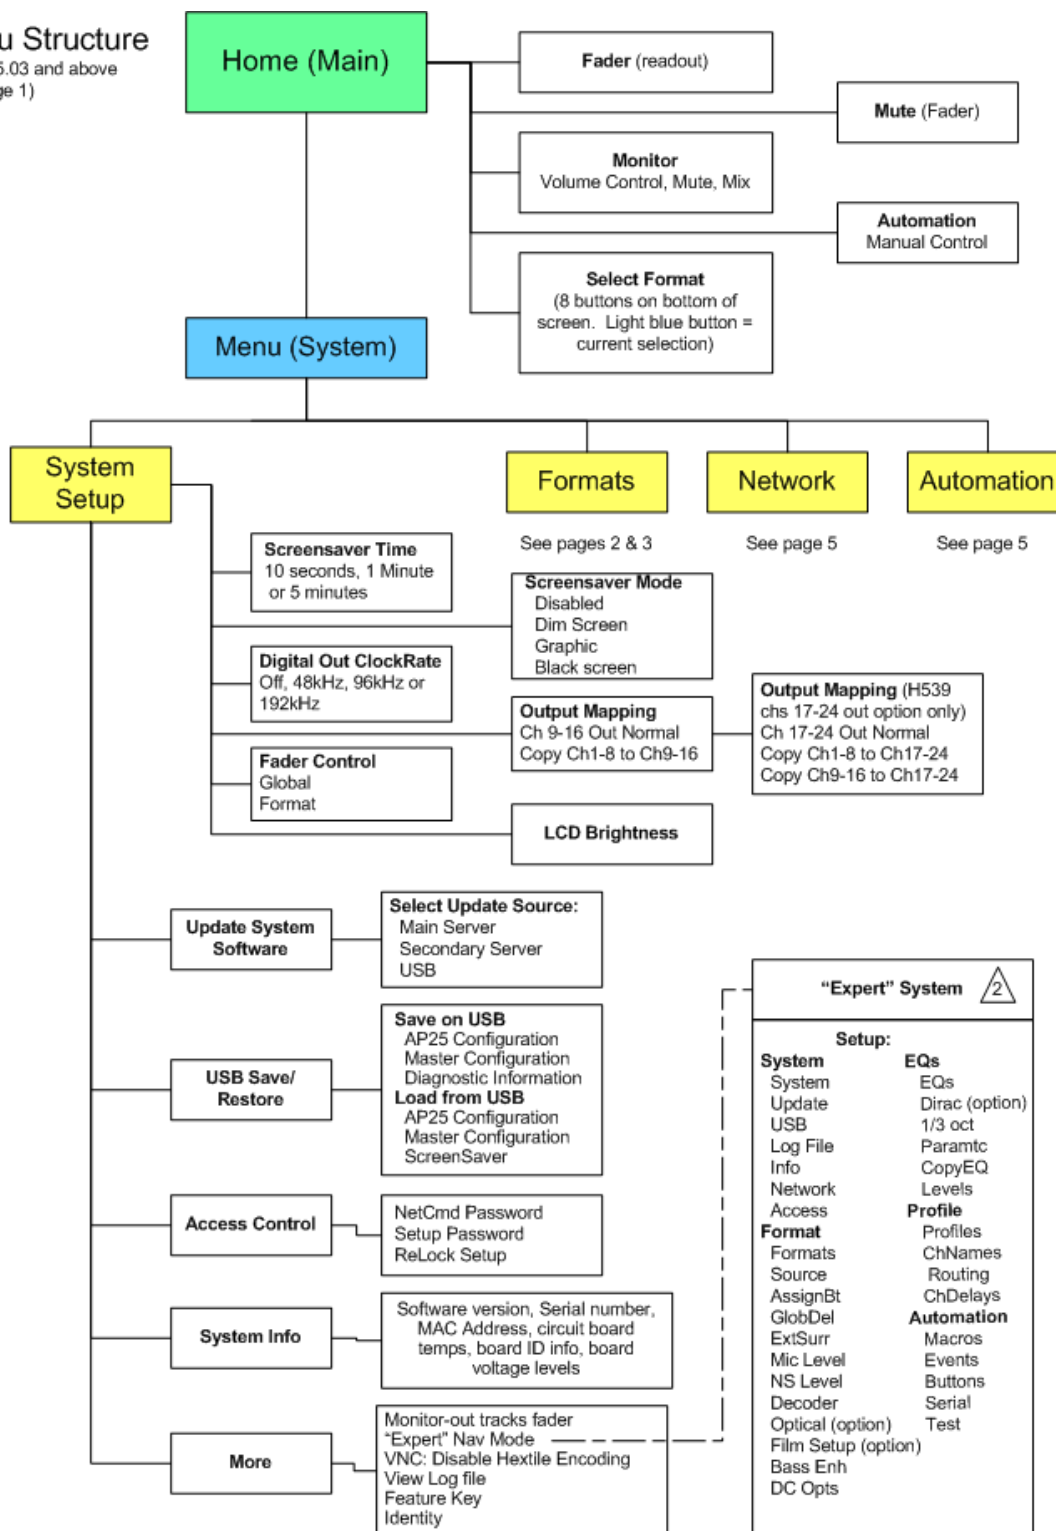 u Structure
5.03 and above
ge 1)
Home (Main)
Fader (readout)
Mute (Fader)
Monitor
Volume Control, Mute, Mix
Automation
Manual Control
Select Format
(8 buttons on bottom of
screen. Light blue button =
current selection)
Menu (System)
System
Setup
Formats
Network
Automation
See pages 2 & 3
See page 5
See page 5
Screensaver Time
10 seconds, 1 Minute
or 5 minutes
Screensaver Mode
Disabled
Dim Screen
Graphic
Black screen
Digital Out ClockRate
Off, 48kHz, 96kHz or
192kHz
Output Mapping
Ch 9-16 Out Normal
Copy Ch1-8 to Ch9-16
Output Mapping (H539
chs 17-24 out option only)
Ch 17-24 Out Normal
Copy Ch1-8 to Ch17-24
Copy Ch9-16 to Ch17-24
Fader Control
Global
Format
LCD Brightness
Update System
Software
Select Update Source:
Main Server
Secondary Server
USB
USB Save/
Restore
Save on USB
AP25 Configuration
Master Configuration
Diagnostic Information
Load from USB
AP25 Configuration
Master Configuration
ScreenSaver
Access Control
NetCmd Password
Setup Password
ReLock Setup
System Info
Software version, Serial number,
MAC Address, circuit board
temps, board ID info, board
voltage levels
More
Monitor-out tracks fader
“Expert” Nav Mode
VNC: Disable Hextile Encoding
View Log file
Feature Key
Identity
“Expert” System
2
Setup:
System
System
Update
USB
Log File
Info
Network
Access
Format
Formats
Source
AssignBt
GlobDel
ExtSurr
Mic Level
NS Level
Decoder
Optical (option)
Film Setup (option)
Bass Enh
DC Opts
EQs
EQs
Dirac (option)
1/3 oct
Paramtc
CopyEQ
Levels
Profile
Profiles
ChNames
Routing
ChDelays
Automation
Macros
Events
Buttons
Serial
Test